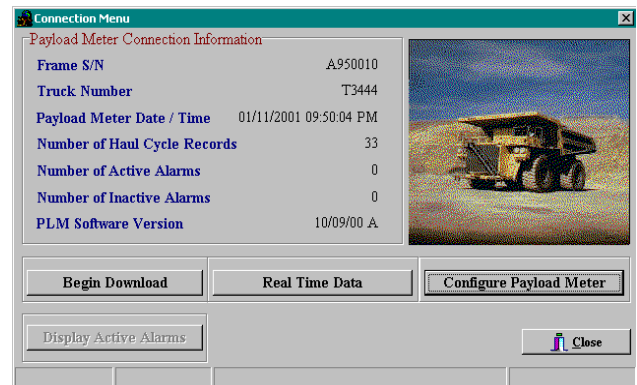 Connection Menu
Payload Meter Connection Information
Frame S/N A950010
Truck Number T3444
Payload Meter Date / Time 01/11/2001 09:50:04 PM
Number of Haul Cycle Records 33
Number of Active Alarms 0
Number of Inactive Alarms 0
PLM Software Version 10/09/00 A
Begin Download Real Time Data Configure Payload Meter
Display Active Alarms Close